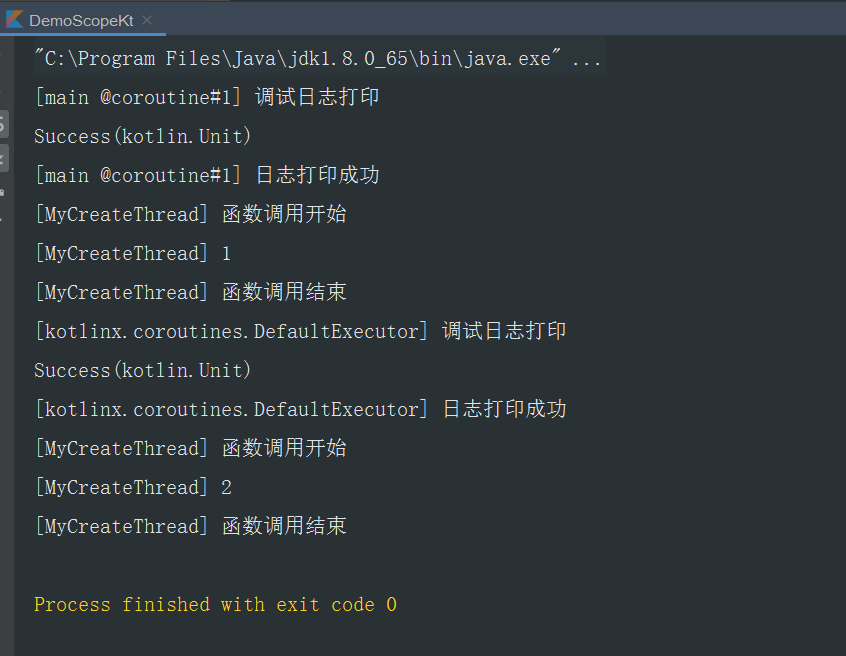 DemoScopeKt
"C:\Program Files\Java\jdk1.8.0_65\bin\java.exe" ...
[main @coroutine#1] 调试日志打印
Success(kotlin.Unit)
[main @coroutine#1] 日志打印成功
[MyCreateThread] 函数调用开始
[MyCreateThread] 1
[MyCreateThread] 函数调用结束
[kotlinx.coroutines.DefaultExecutor] 调试日志打印
Success(kotlin.Unit)
[kotlinx.coroutines.DefaultExecutor] 日志打印成功
[MyCreateThread] 函数调用开始
[MyCreateThread] 2
[MyCreateThread] 函数调用结束
Process finished with exit code 0